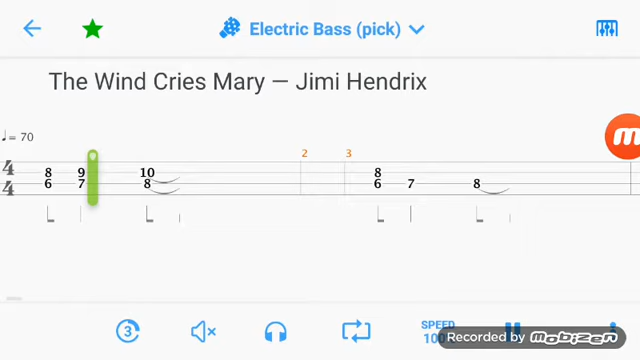 Electric Bass (pick)
The Wind Cries Mary — Jimi Hendrix
♩= 70
2 3
4 8 9 10 8
4 6 7 8 6 7 8
3
SPEED
100%
Recorded by mobizen
M